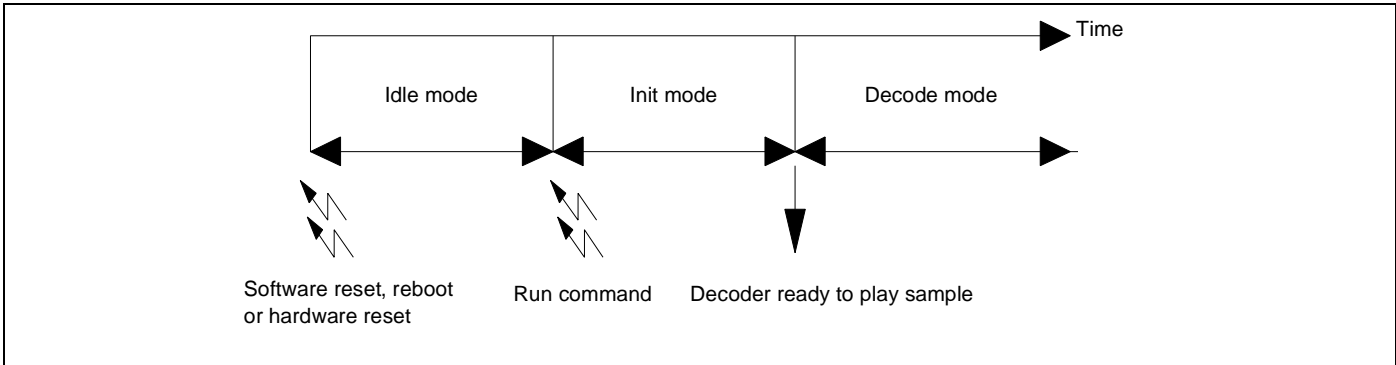 Time
Idle mode
Init mode
Decode mode
Software reset, reboot
or hardware reset
Run command
Decoder ready to play sample